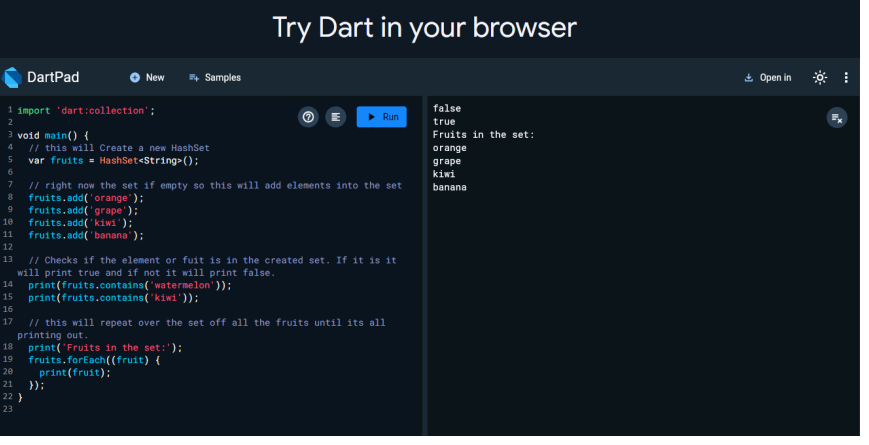 Try Dart in your browser
DartPad New Samples Open in
1 import 'dart:collection';
2
3 void main() {
4 // this will Create a new HashSet
5 var fruits = HashSet<String>();
6
7 // right now the set if empty so this will add elements into the set
8 fruits.add('orange');
9 fruits.add('grape');
10 fruits.add('kiwi');
11 fruits.add('banana');
12
13 // Checks if the element or fuit is in the created set. If it is it
will print true and if not it will print false.
14 print(fruits.contains('watermelon'));
15 print(fruits.contains('kiwi'));
16
17 // this will repeat over the set off all the fruits until its all
printing out.
18 print('Fruits in the set:');
19 fruits.forEach((fruit) {
20 print(fruit);
21 });
22 }
23
Run
false
true
Fruits in the set:
orange
grape
kiwi
banana